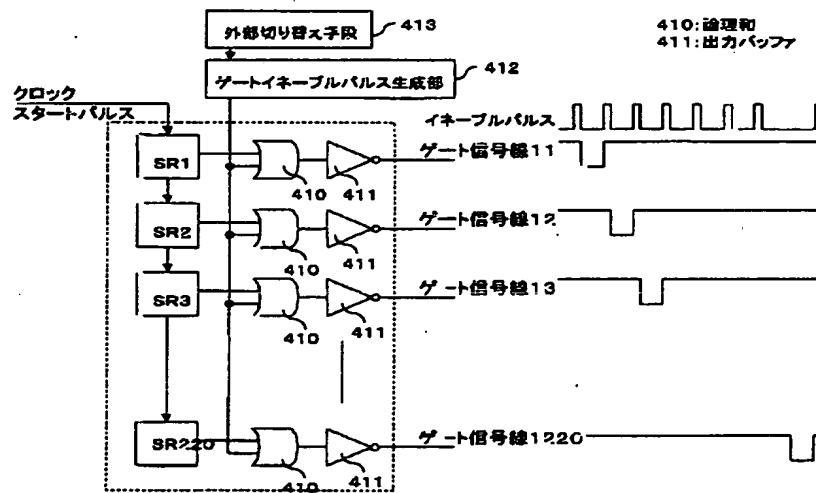 外部切り替え手段
413
410:論理和
411:出力バッファ
ゲートイネーブルパルス生成部
412
クロック
スタートパルス
イネーブルパルス
SR1
410
411
ゲート信号線11
SR2
410
411
ゲート信号線12
SR3
410
411
ゲート信号線13
SR220
410
411
ゲート信号線1220